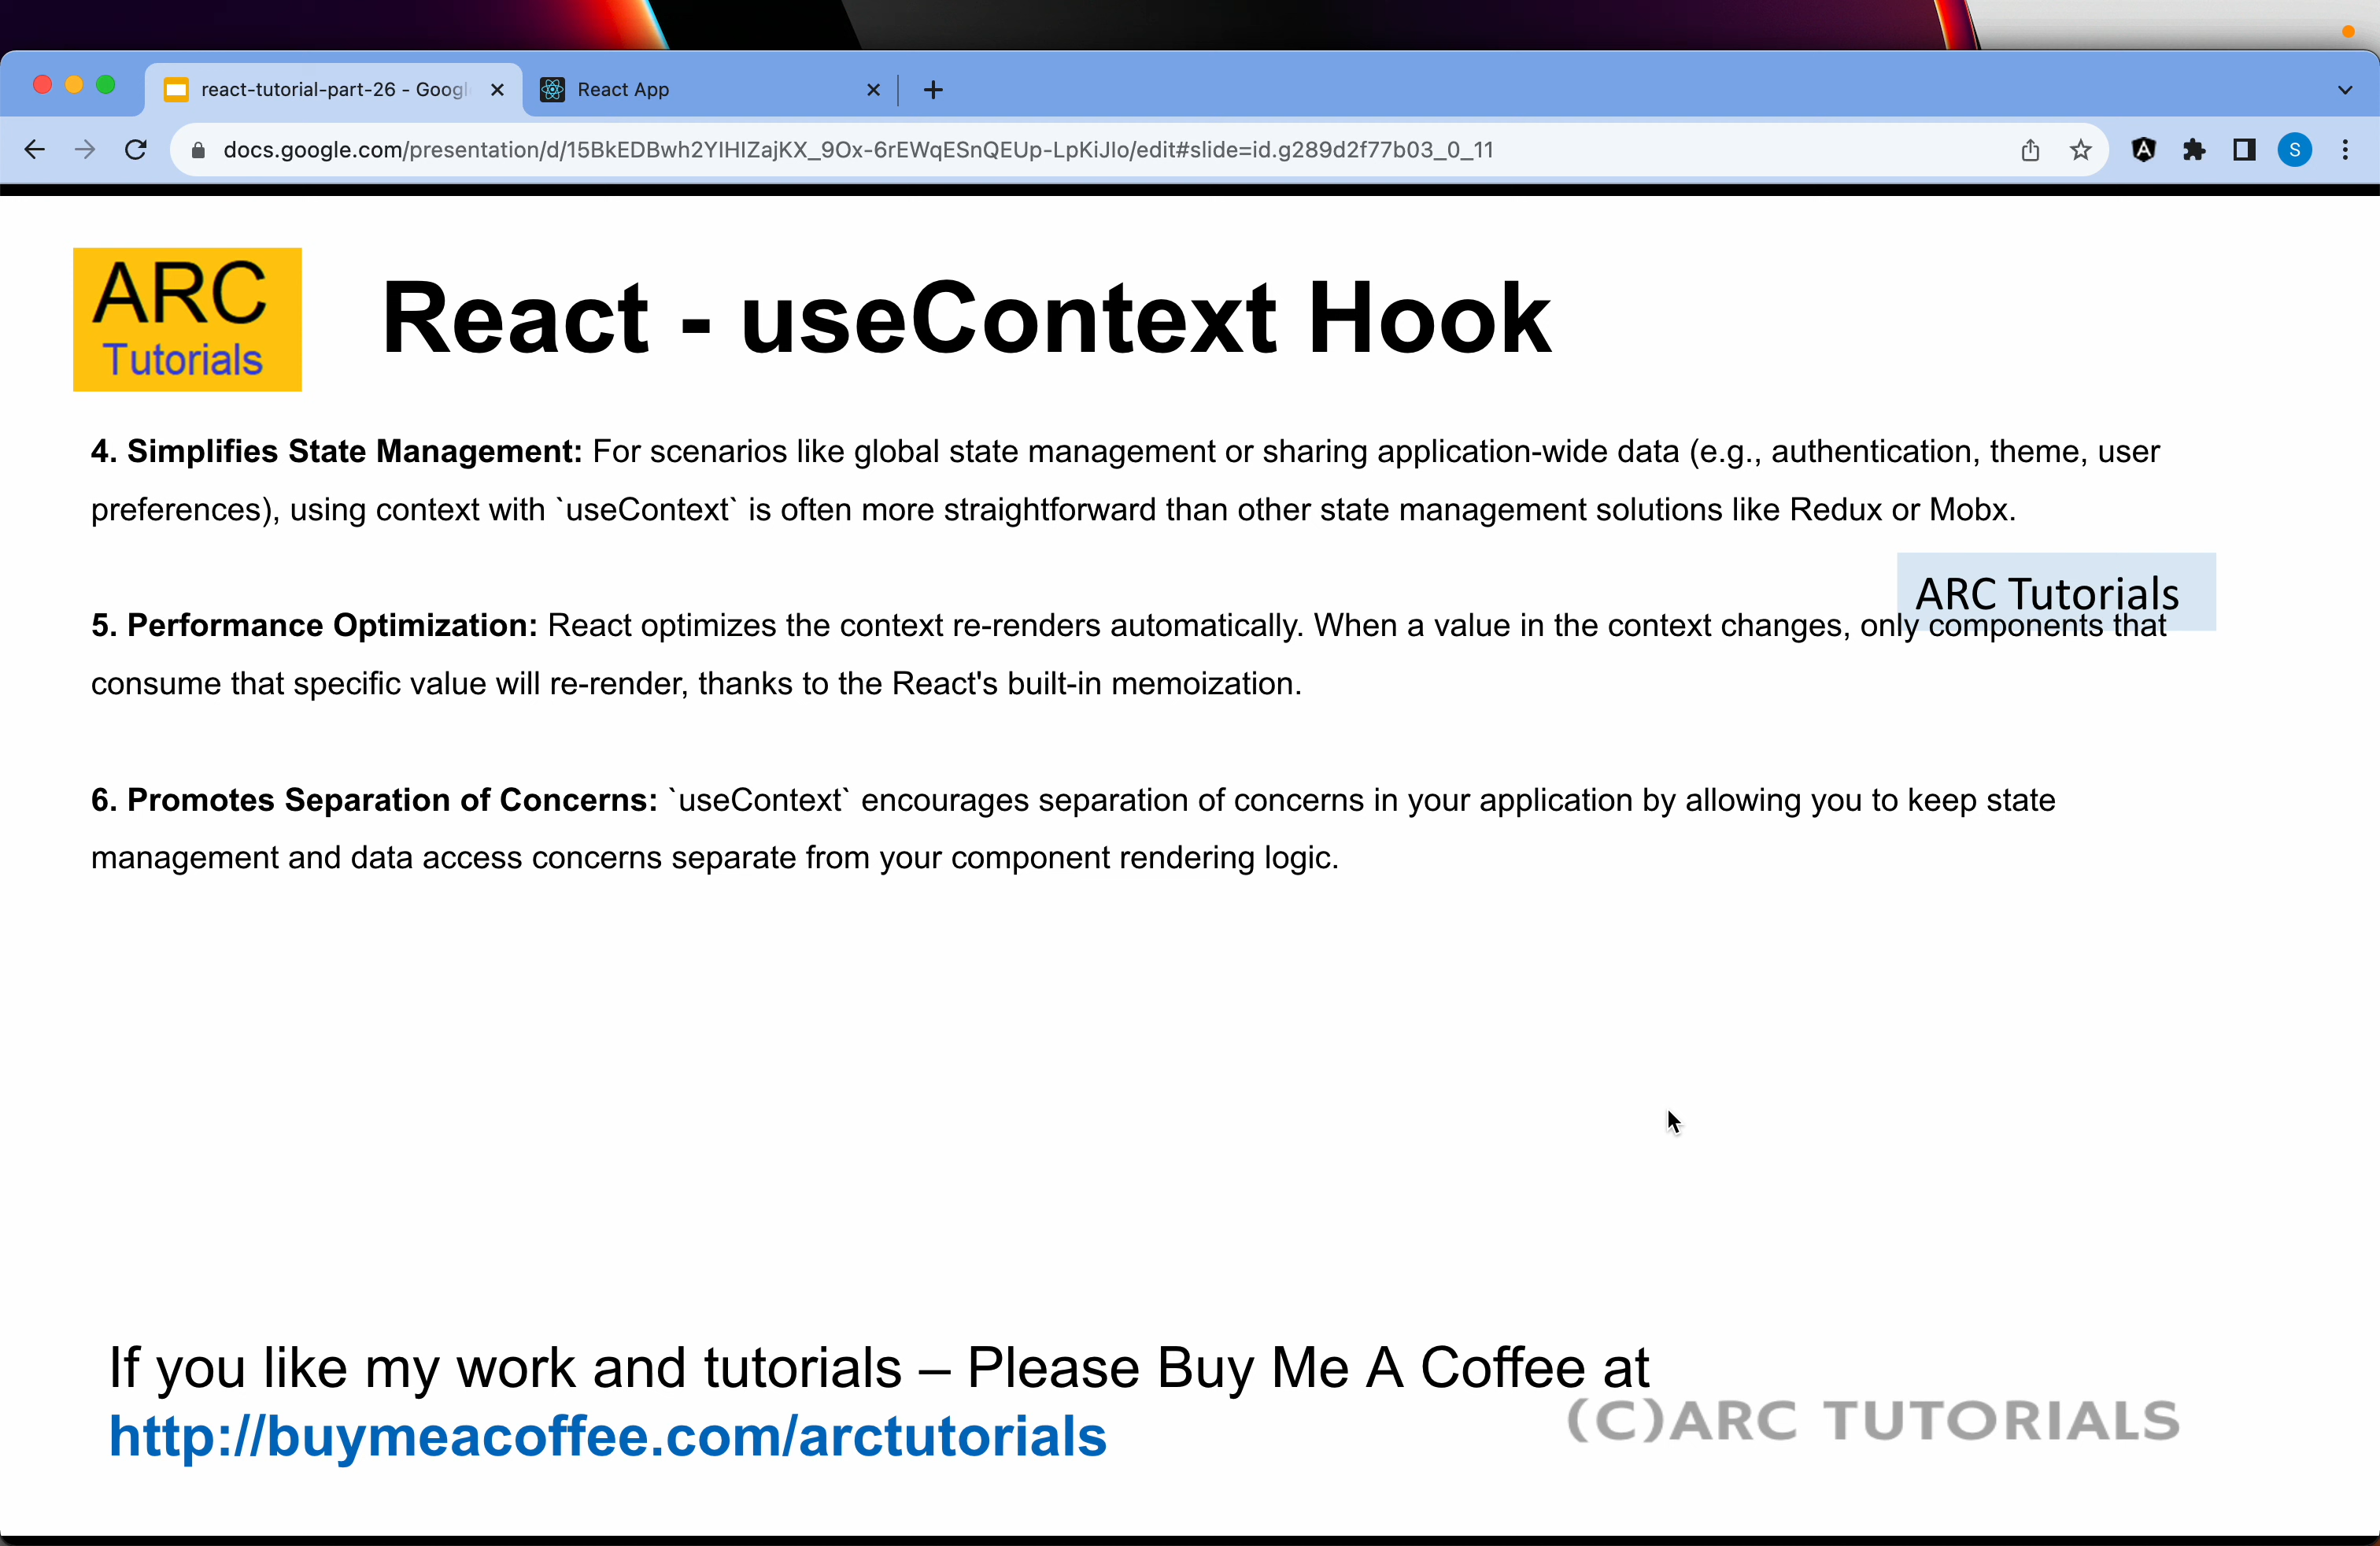 react-tutorial-part-26 - Googl
React App
S
docs.google.com/presentation/d/15BkEDBwh2YIHIZajKX_9Ox-6rEWqESnQEUp-LpKiJIo/edit#slide=id.g289d2f77b03_0_11
ARC
Tutorials
React - useContext Hook
4. Simplifies State Management: For scenarios like global state management or sharing application-wide data (e.g., authentication, theme, user
preferences), using context with `useContext` is often more straightforward than other state management solutions like Redux or Mobx.
ARC Tutorials
5. Performance Optimization: React optimizes the context re-renders automatically. When a value in the context changes, only components that
consume that specific value will re-render, thanks to the React's built-in memoization.
6. Promotes Separation of Concerns: `useContext` encourages separation of concerns in your application by allowing you to keep state
management and data access concerns separate from your component rendering logic.
If you like my work and tutorials – Please Buy Me A Coffee at
http://buymeacoffee.com/arctutorials
(C)ARC TUTORIALS